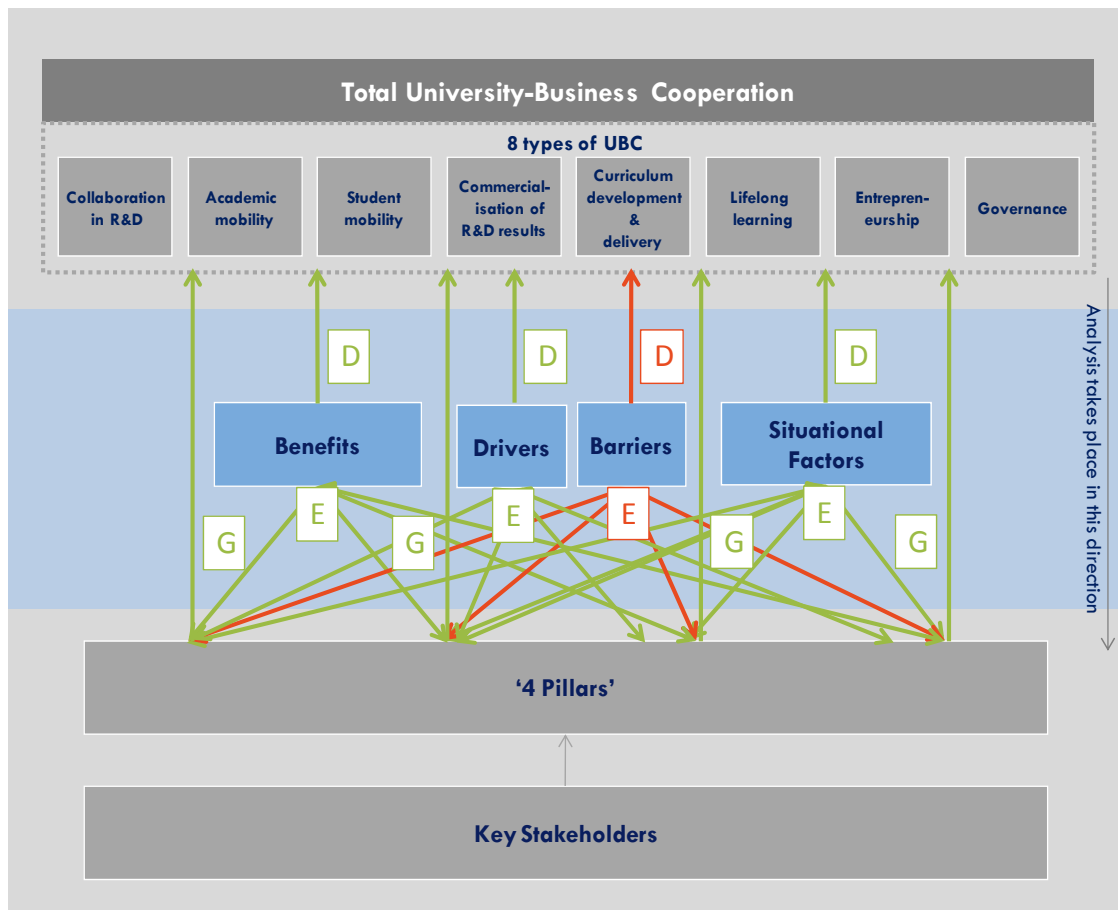 Total University-Business Cooperation
8 types of UBC
Collaboration
in R&D
Academic
mobility
Student
mobility
Commercial-
isation of
R&D results
Curriculum
development
&
delivery
Lifelong
learning
Entrepren-
eurship
Governance
D
D
D
D
Analysis takes place in this direction
Benefits
Drivers
Barriers
Situational
Factors
E
E
E
E
G
G
G
G
‘4 Pillars’
Key Stakeholders